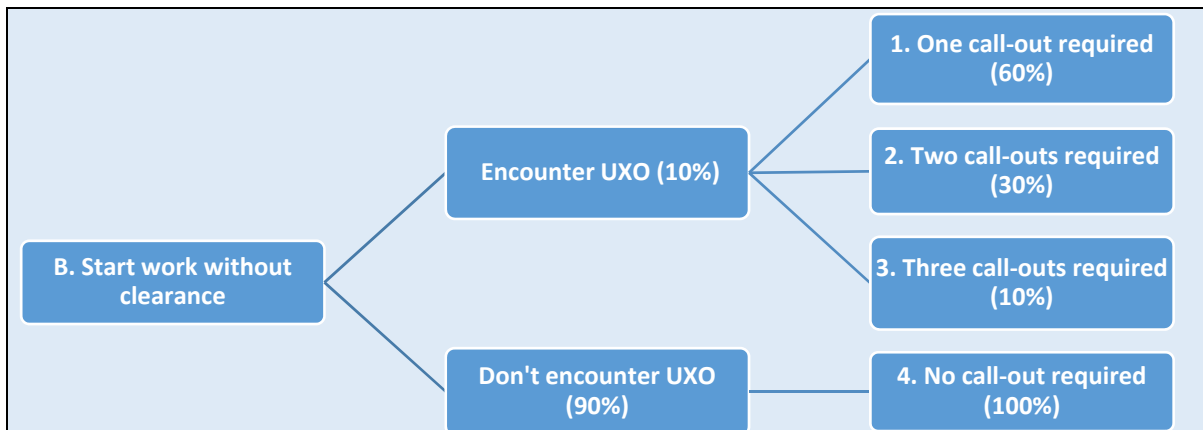 B. Start work without
clearance
Encounter UXO (10%)
Don't encounter UXO
(90%)
1. One call-out required
(60%)
2. Two call-outs required
(30%)
3. Three call-outs required
(10%)
4. No call-out required
(100%)